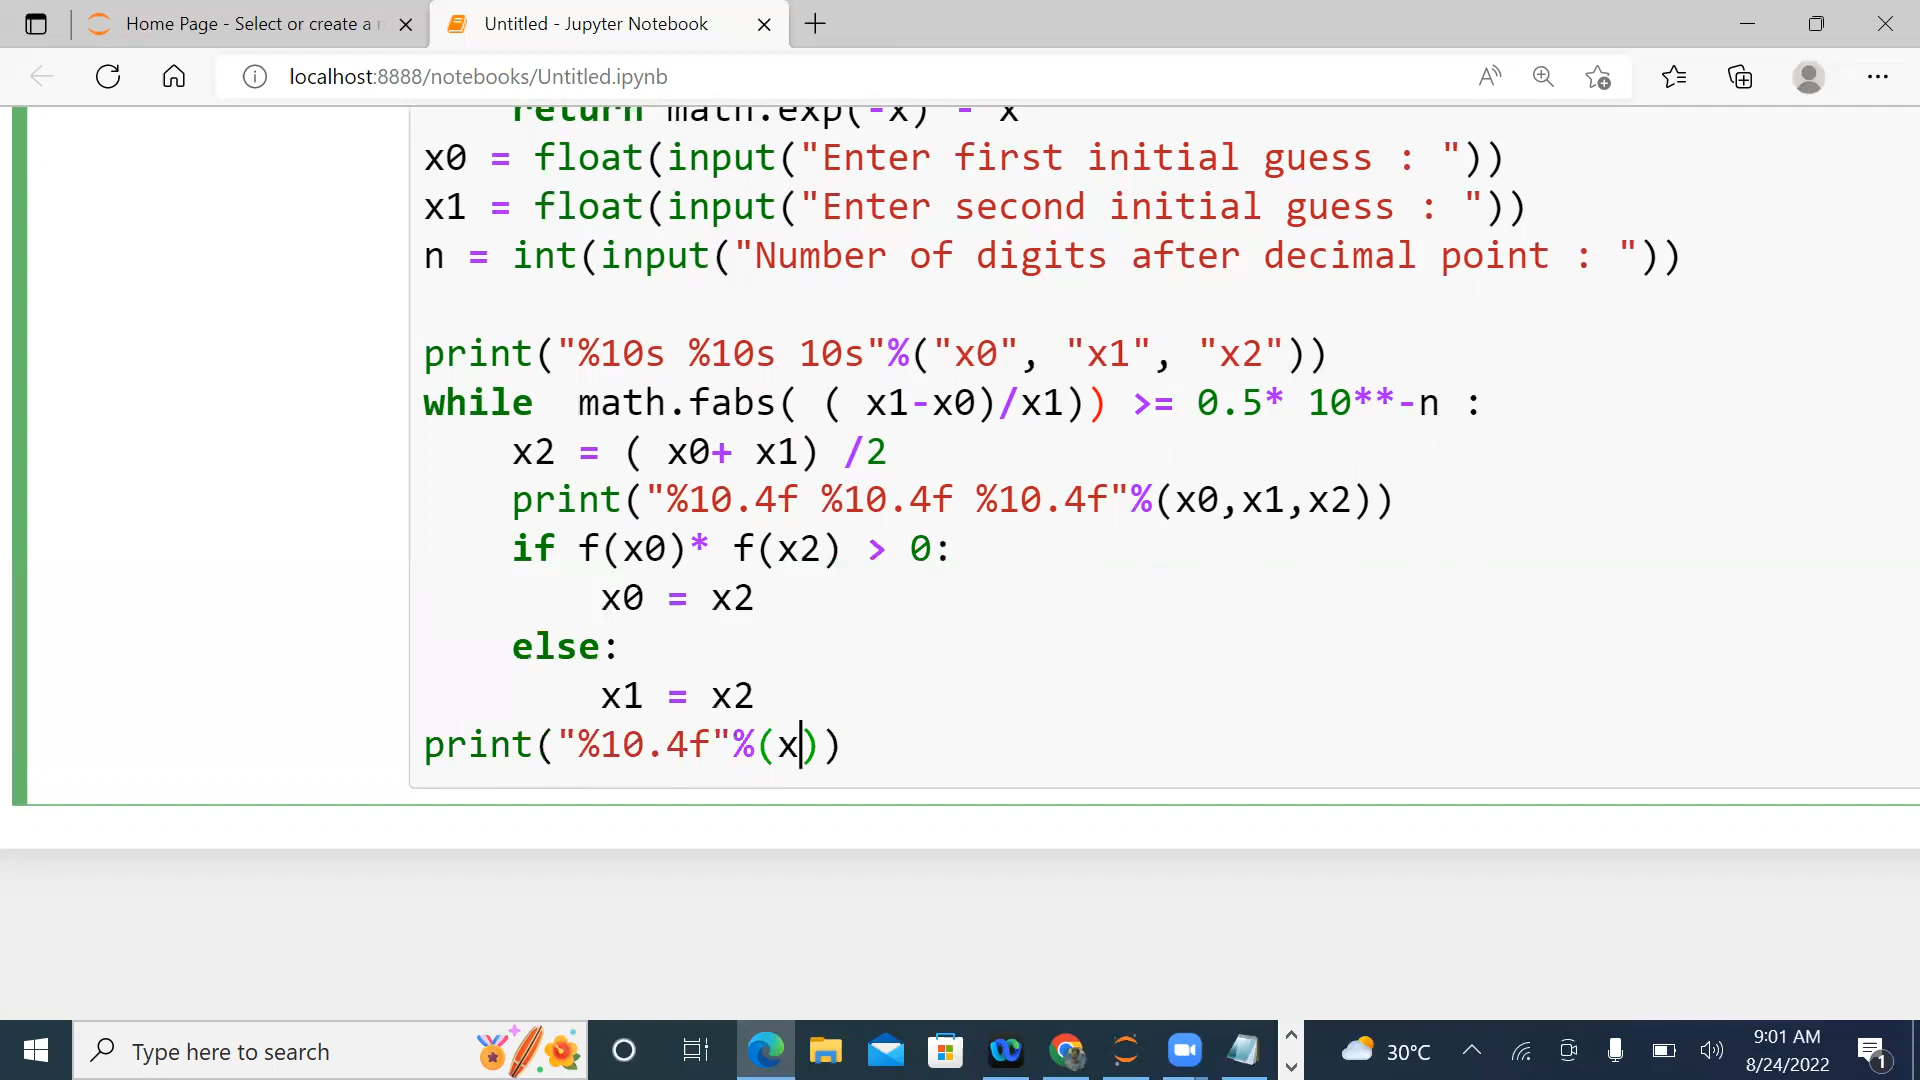 Home Page - Select or create a n
Untitled - Jupyter Notebook
localhost:8888/notebooks/Untitled.ipynb
return math.exp(-x) - x
x0 = float(input("Enter first initial guess : "))
x1 = float(input("Enter second initial guess : "))
n = int(input("Number of digits after decimal point : "))
print("%10s %10s 10s"%("x0", "x1", "x2"))
while  math.fabs( ( x1-x0)/x1)) >= 0.5* 10**-n :
x2 = ( x0+ x1) /2
print("%10.4f %10.4f %10.4f"%(x0,x1,x2))
if f(x0)* f(x2) > 0:
x0 = x2
else:
x1 = x2
print("%10.4f"%(x))
Type here to search
30°C
9:01 AM
8/24/2022
1